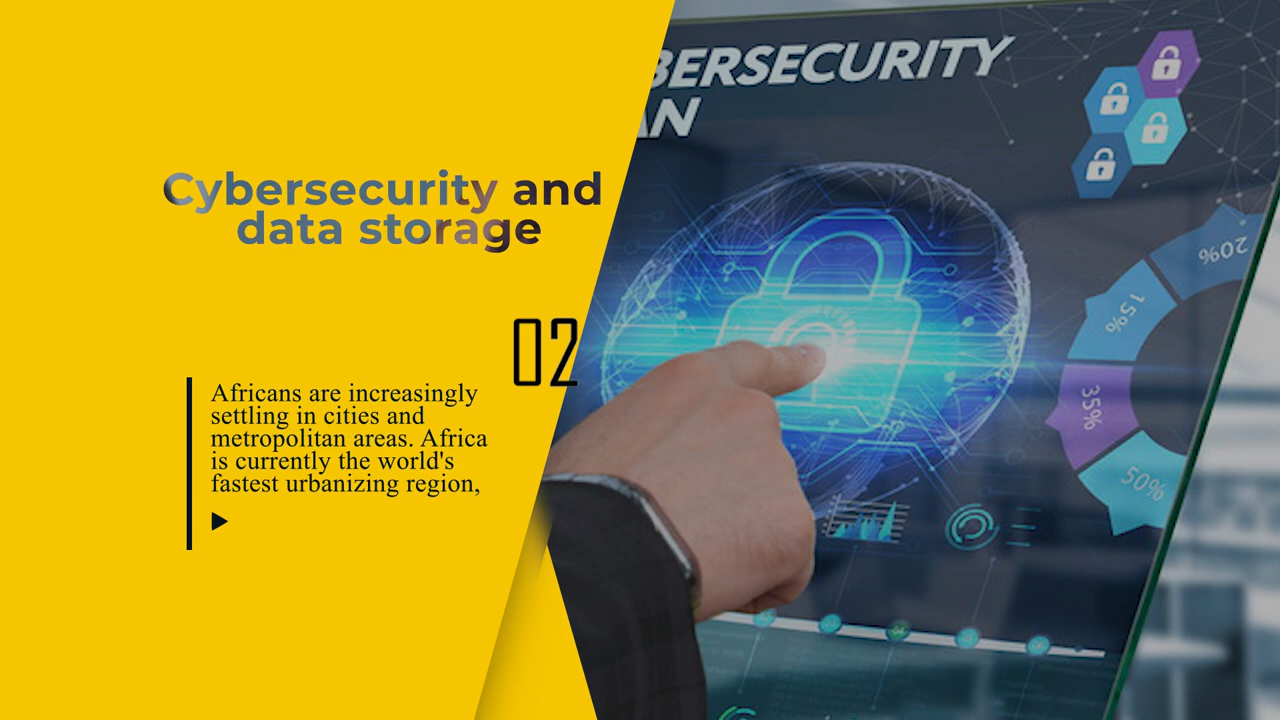 Cybersecurity and
data storage
02
Africans are increasingly
settling in cities and
metropolitan areas. Africa
is currently the world's
fastest urbanizing region,
BERSECURITY
AN
20%
15%
35%
50%